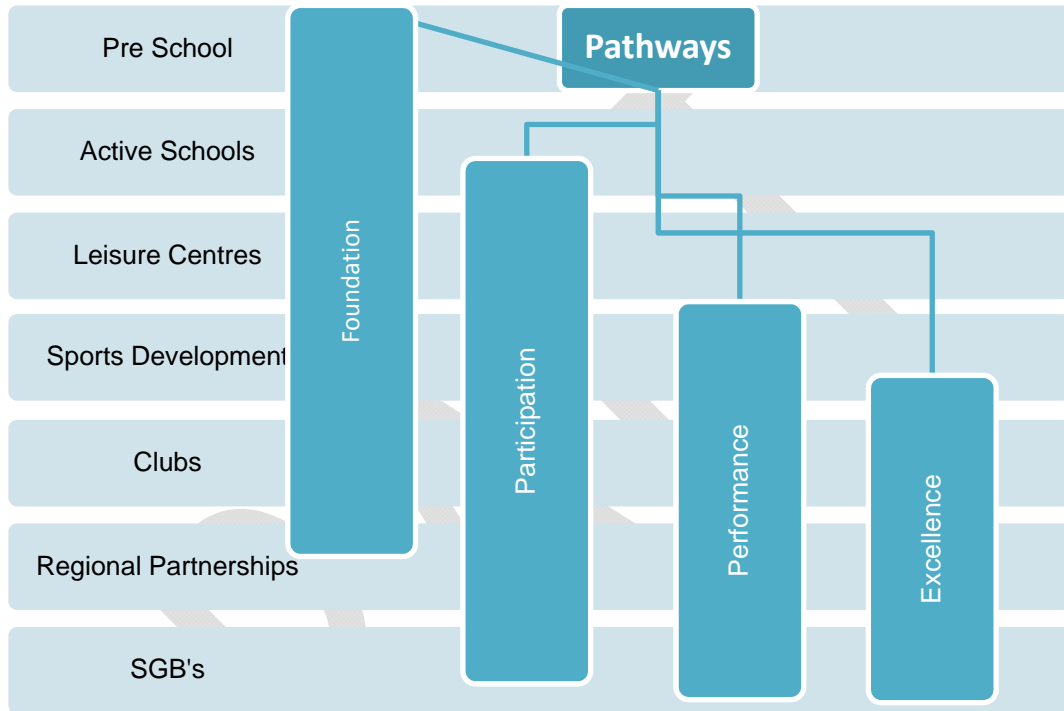 Pre School
Pathways
Active Schools
Leisure Centres
Foundation
Sports Development
Participation
Clubs
Performance
Regional Partnerships
Excellence
SGB's